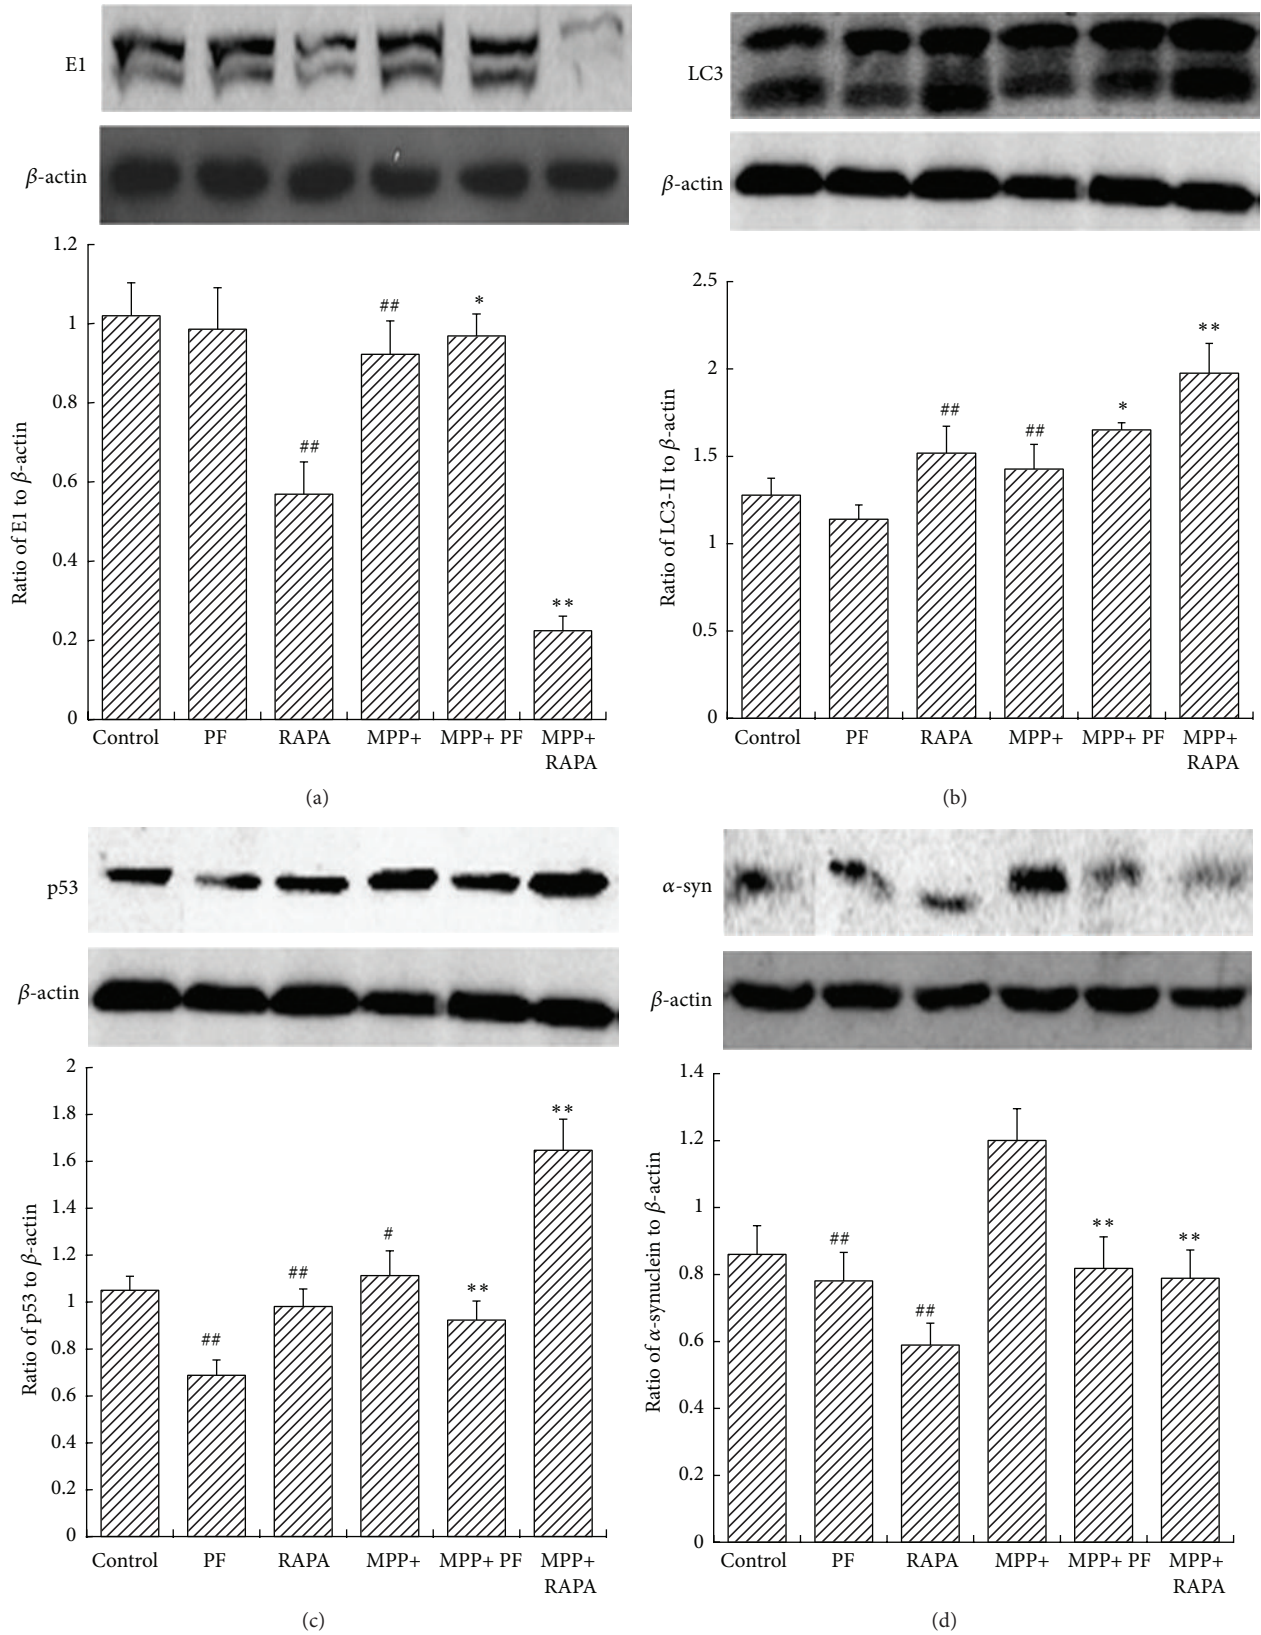 E1
β-actin
1.2
1
0.8
0.6
0.4
0.2
0
Ratio of E1 to β-actin
##
##
*
**
Control PF RAPA MPP+ MPP+ PF MPP+
RAPA
(a)
LC3
β-actin
2.5
2
1.5
1
0.5
0
Ratio of LC3-II to β-actin
##
##
*
**
Control PF RAPA MPP+ MPP+ PF MPP+
RAPA
(b)
p53
β-actin
2
1.8
1.6
1.4
1.2
1
0.8
0.6
0.4
0.2
0
Ratio of p53 to β-actin
##
##
#
**
**
Control PF RAPA MPP+ MPP+ PF MPP+
RAPA
(c)
α-syn
β-actin
1.4
1.2
1
0.8
0.6
0.4
0.2
0
Ratio of α-synuclein to β-actin
##
##
**
**
Control PF RAPA MPP+ MPP+ PF MPP+
RAPA
(d)